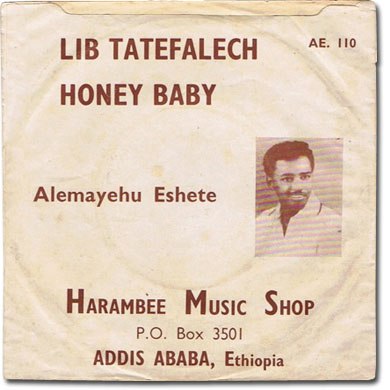 LIB TATEFALECH
AE. 110
HONEY BABY
Alemayehu Eshete
HARAMBEE MUSIC SHOP
P.O. Box 3501
ADDIS ABABA, Ethiopia